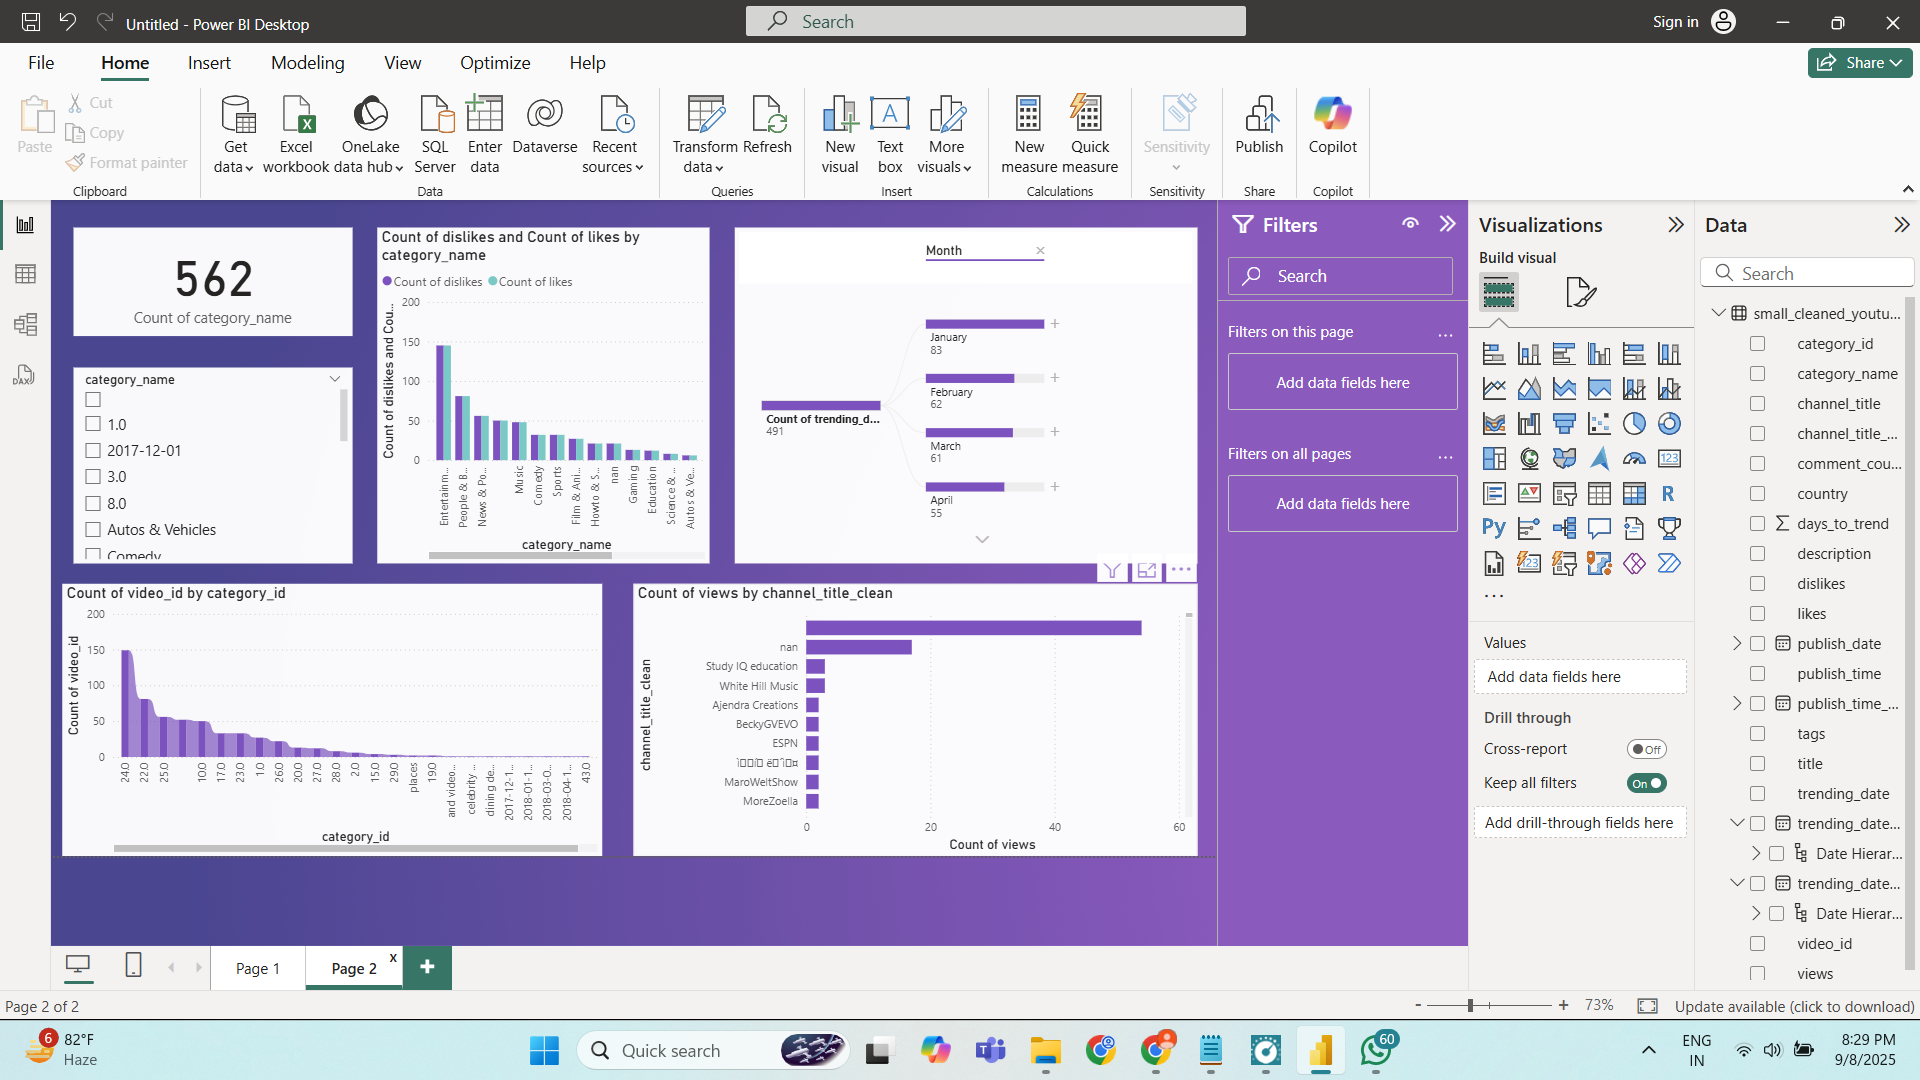 Untitled - Power BI Desktop
Search
Sign in
File
Home
Insert
Modeling
View
Optimize
Help
Share
Paste
Cut
Copy
Format painter
Clipboard
Get data
Excel workbook
OneLake data hub
SQL Server
Enter data
Dataverse
Recent sources
Data
Transform data
Refresh
Queries
New visual
Text box
More visuals
Insert
New measure
Quick measure
Calculations
Sensitivity
Sensitivity
Publish
Share
Copilot
Copilot
562
Count of category_name
category_name
1.0
2017-12-01
3.0
8.0
Autos & Vehicles
Comedy
Count of dislikes and Count of likes by
category_name
Count of dislikes
Count of likes
Count of dislikes and Cou...
200
150
100
50
0
Entertainm...
People & B...
News & Po...
Music
Comedy
Sports
Film & Ani...
Howto & S...
nan
Gaming
Education
Science & ...
Autos & Ve...
category_name
Month
Count of trending_d...
491
January
83
February
62
March
61
April
55
Count of video_id by category_id
Count of video_id
200
150
100
50
0
24.0
22.0
25.0
10.0
17.0
23.0
1.0
26.0
20.0
27.0
28.0
2.0
15.0
29.0
places
19.0
and video...
celebrity ...
dining de...
2017-12-1...
2018-01-1...
2018-03-0...
2018-04-1...
43.0
category_id
Count of views by channel_title_clean
channel_title_clean
nan
Study IQ education
White Hill Music
Ajendra Creations
BeckyGVEVO
ESPN
MaroWeltShow
MoreZoella
0
20
40
60
Count of views
Filters
Search
Filters on this page
...
Add data fields here
Filters on all pages
...
Add data fields here
Visualizations
Build visual
123
R
Py
123
...
Values
Add data fields here
Drill through
Cross-report
Off
Keep all filters
On
Add drill-through fields here
Data
Search
small_cleaned_youtu...
category_id
category_name
channel_title
channel_title_...
comment_cou...
country
days_to_trend
description
dislikes
likes
publish_date
publish_time
publish_time_...
tags
title
trending_date
trending_date...
Date Hierar...
trending_date...
Date Hierar...
video_id
views
Page 1
Page 2
x
Page 2 of 2
-
+
73%
Update available (click to download)
6
82°F
Haze
Quick search
60
ENG
IN
8:29 PM
9/8/2025